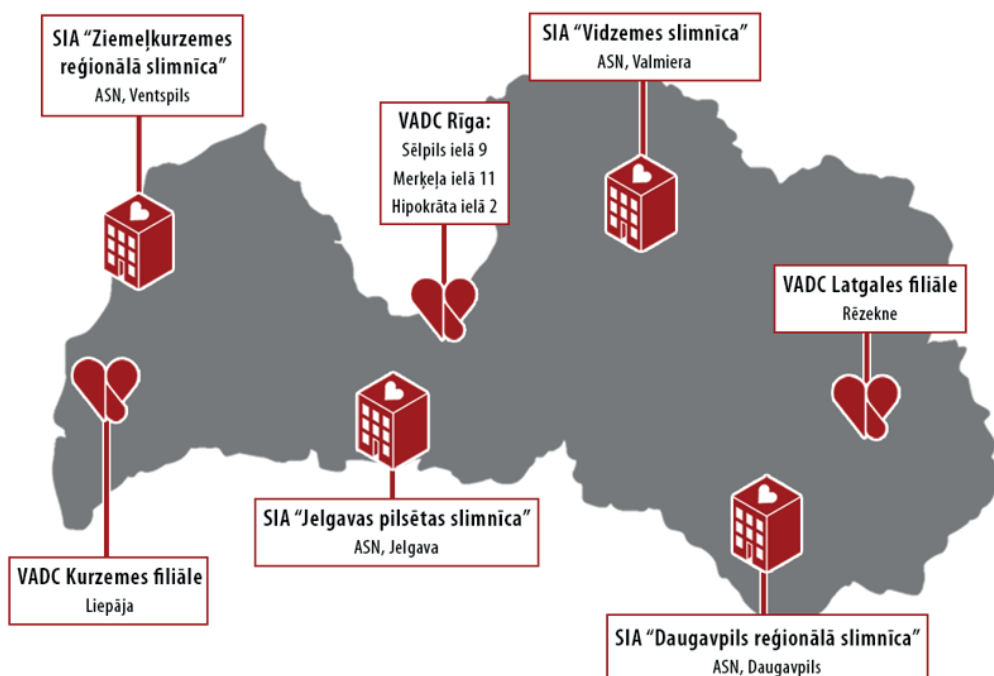 SIA “Ziemeļkurzemes
reģionālā slimnīca”
ASN, Ventspils
SIA “Vidzemes slimnīca”
ASN, Valmiera
VADC Rīga:
Sēlpils ielā 9
Merķeļa ielā 11
Hipokrāta ielā 2
VADC Latgales filiāle
Rēzekne
SIA “Jelgavas pilsētas slimnīca”
ASN, Jelgava
VADC Kurzemes filiāle
Liepāja
SIA “Daugavpils reģionālā slimnīca”
ASN, Daugavpils